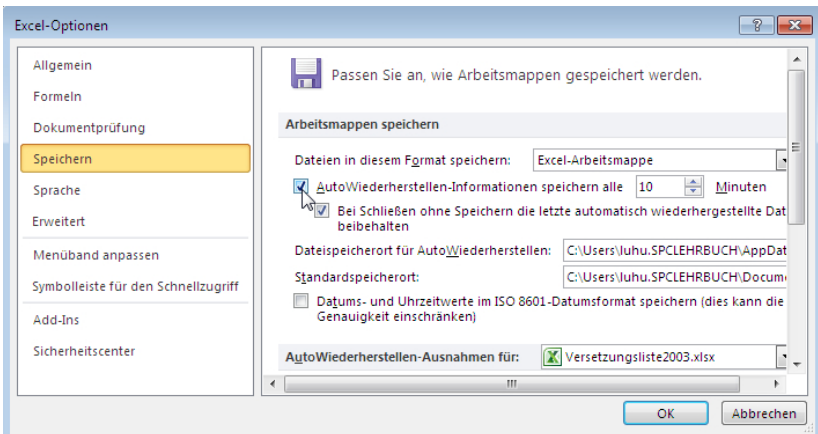 Excel-Optionen
Allgemein
Formeln
Dokumentprüfung
Speichern
Sprache
Erweitert
Menüband anpassen
Symbolleiste für den Schnellzugriff
Add-Ins
Sicherheitscenter
Passen Sie an, wie Arbeitsmappen gespeichert werden.
Arbeitsmappen speichern
Dateien in diesem Format speichern: Excel-Arbeitsmappe
AutoWiederherstellen-Informationen speichern alle 10 Minuten
Bei Schließen ohne Speichern die letzte automatisch wiederhergestellte Dat
beibehalten
Dateispeicherort für AutoWiederherstellen: C:\Users\luhu.SPCLEHRBUCH\AppDat
Standardspeicherort: C:\Users\luhu.SPCLEHRBUCH\Docume
Datums- und Uhrzeitwerte im ISO 8601-Datumsformat speichern (dies kann die
Genauigkeit einschränken)
AutoWiederherstellen-Ausnahmen für: Versetzungsliste2003.xlsx
OK Abbrechen